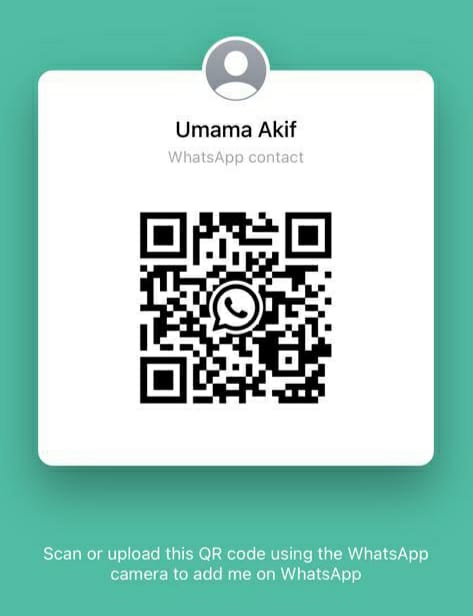 Umama Akif
WhatsApp contact
Scan or upload this QR code using the WhatsApp
camera to add me on WhatsApp